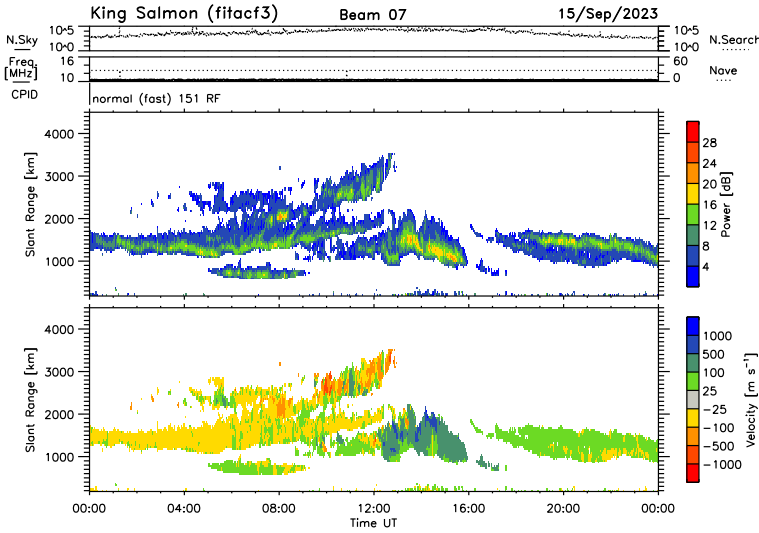 King Salmon (fitacf3) Beam 07 15/Sep/2023
N.Sky 10^5 10^0 10^5 10^0 N.Search
Freq. [MHz] 16 10 60 0 Nave
CPID normal (fast) 151 RF
Slant Range [km] 4000 3000 2000 1000
Power [dB] 28 24 20 16 12 8 4
Slant Range [km] 4000 3000 2000 1000
Velocity [m s⁻¹] 1000 500 100 25 −25 −100 −500 −1000
00:00 04:00 08:00 12:00 16:00 20:00 00:00
Time UT